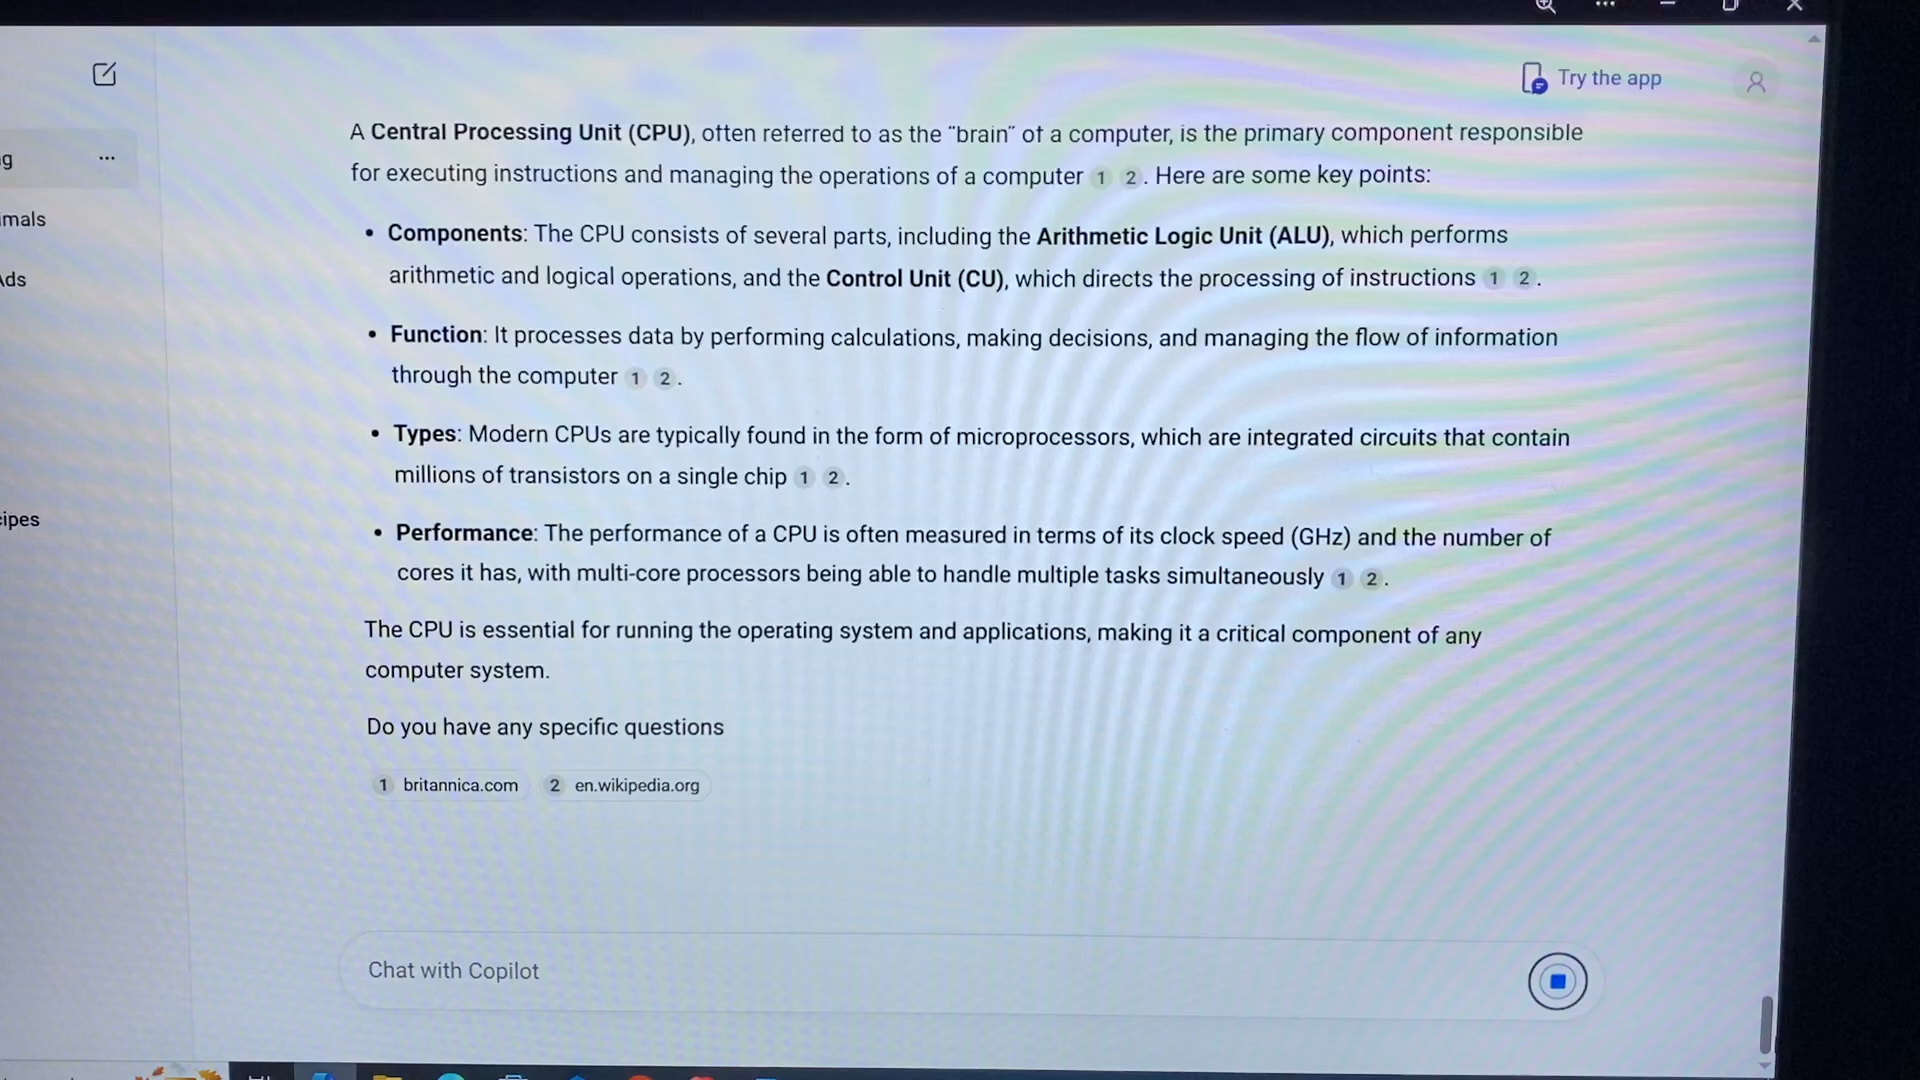 Try the app
g
A Central Processing Unit (CPU), often referred to as the "brain" of a computer, is the primary component responsible
for executing instructions and managing the operations of a computer 1 2. Here are some key points:
imals
• Components: The CPU consists of several parts, including the Arithmetic Logic Unit (ALU), which performs
arithmetic and logical operations, and the Control Unit (CU), which directs the processing of instructions 1 2.
Ads
• Function: It processes data by performing calculations, making decisions, and managing the flow of information
through the computer 1 2.
• Types: Modern CPUs are typically found in the form of microprocessors, which are integrated circuits that contain
millions of transistors on a single chip 1 2.
cipes
• Performance: The performance of a CPU is often measured in terms of its clock speed (GHz) and the number of
cores it has, with multi-core processors being able to handle multiple tasks simultaneously 1 2.
The CPU is essential for running the operating system and applications, making it a critical component of any
computer system.
Do you have any specific questions
1 britannica.com 2 en.wikipedia.org
Chat with Copilot